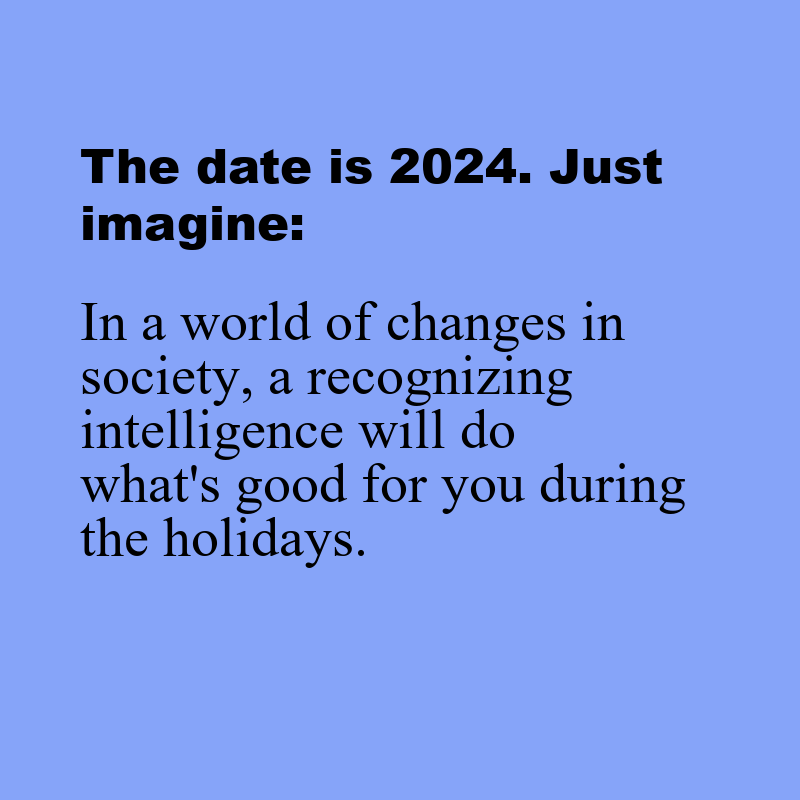 The date is 2024. Just
imagine:
In a world of changes in
society, a recognizing
intelligence will do
what's good for you during
the holidays.